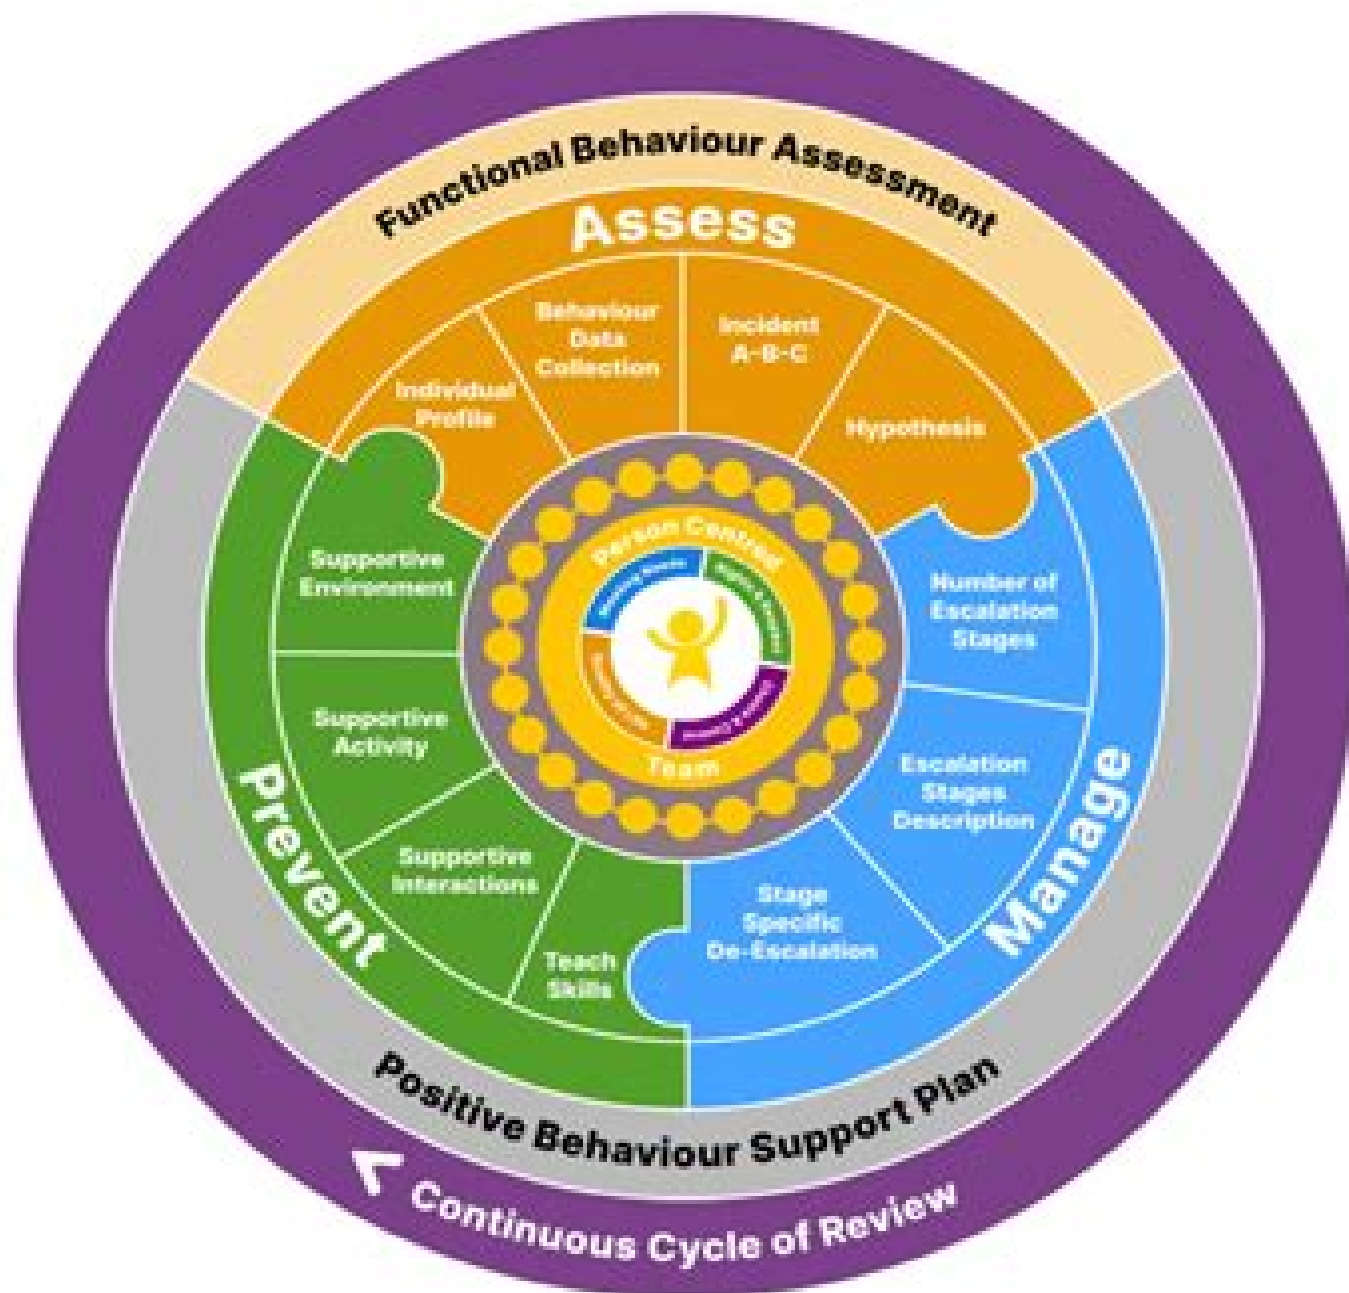 Functional Behaviour Assessment
Assess
Behaviour
Data
Collection
Incident
A-B-C
Individual
Profile
Hypothesis
Supportive
Environment
Number of
Escalation
Stages
Person Centred
Team
Supportive
Activity
Escalation
Stages
Description
Prevent
Manage
Supportive
Interactions
Stage
Specific
De-Escalation
Teach
Skills
Positive Behaviour Support Plan
< Continuous Cycle of Review